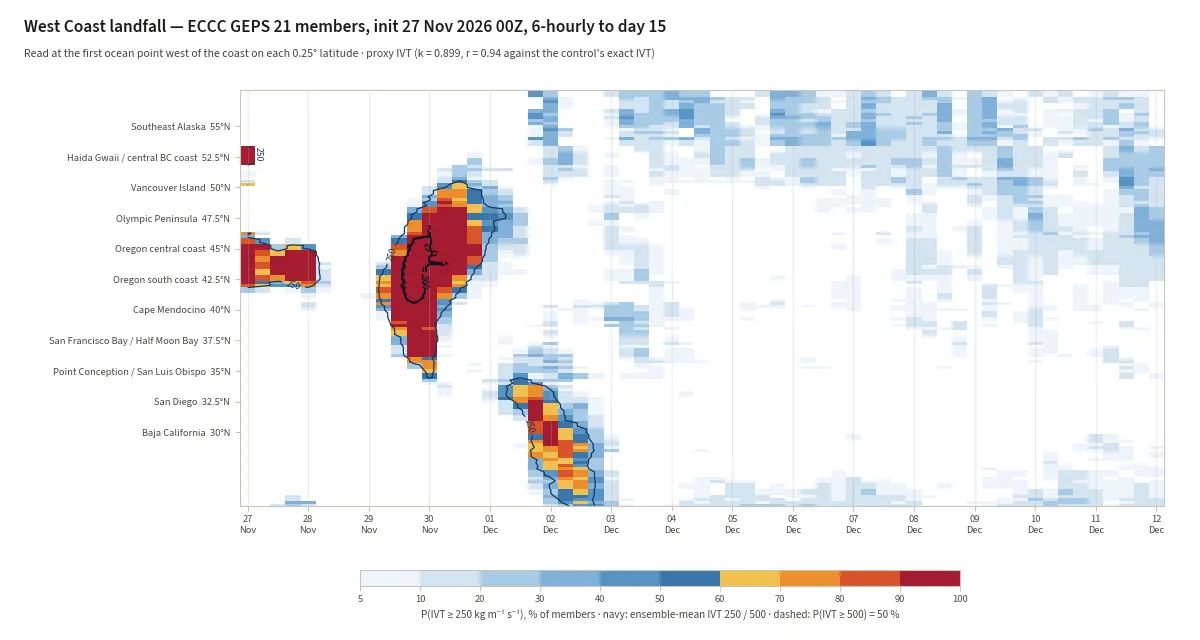 West Coast landfall — ECCC GEPS 21 members, init 27 Nov 2026 00Z, 6-hourly to day 15
Read at the first ocean point west of the coast on each 0.25° latitude · proxy IVT (k = 0.899, r = 0.94 against the control's exact IVT)
Southeast Alaska 55°N
Haida Gwaii / central BC coast 52.5°N
Vancouver Island 50°N
Olympic Peninsula 47.5°N
Oregon central coast 45°N
Oregon south coast 42.5°N
Cape Mendocino 40°N
San Francisco Bay / Half Moon Bay 37.5°N
Point Conception / San Luis Obispo 35°N
San Diego 32.5°N
Baja California 30°N
250
250
250
500
250
27 28 29 30 01 02 03 04 05 06 07 08 09 10 11 12
Nov Nov Nov Nov Dec Dec Dec Dec Dec Dec Dec Dec Dec Dec Dec Dec
5 10 20 30 40 50 60 70 80 90 100
P(IVT ≥ 250 kg m⁻¹ s⁻¹), % of members · navy: ensemble-mean IVT 250 / 500 · dashed: P(IVT ≥ 500) = 50 %